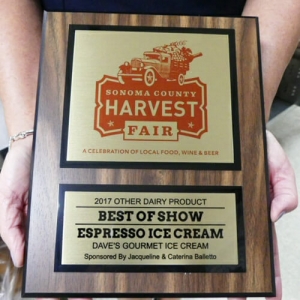 SONOMA COUNTY
HARVEST
FAIR
A CELEBRATION OF LOCAL FOOD, WINE & BEER
2017 OTHER DAIRY PRODUCT
BEST OF SHOW
ESPRESSO ICE CREAM
DAVE'S GOURMET ICE CREAM
Sponsored By Jacqueline & Caterina Balletto